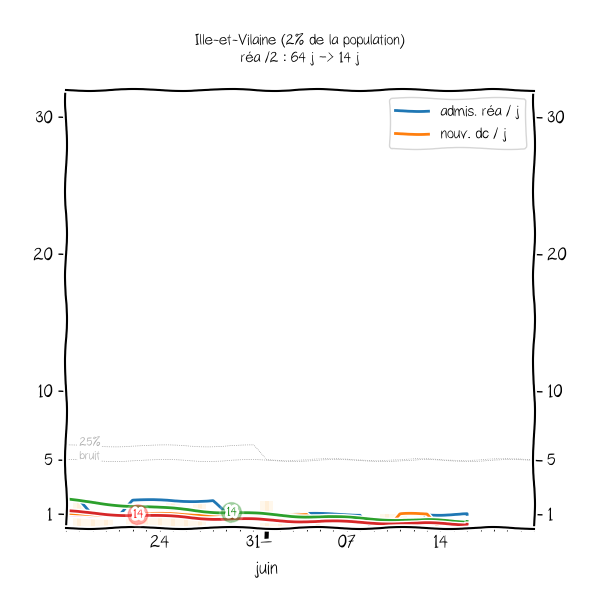 Ille-et-Vilaine (2% de la population)
réa /2 : 64 j -> 14 j
admis. réa / j
nouv. dc / j
30 30
20 20
10 10
25%
5 bruit 5
1 14 14 1
24 31 07 14
juin